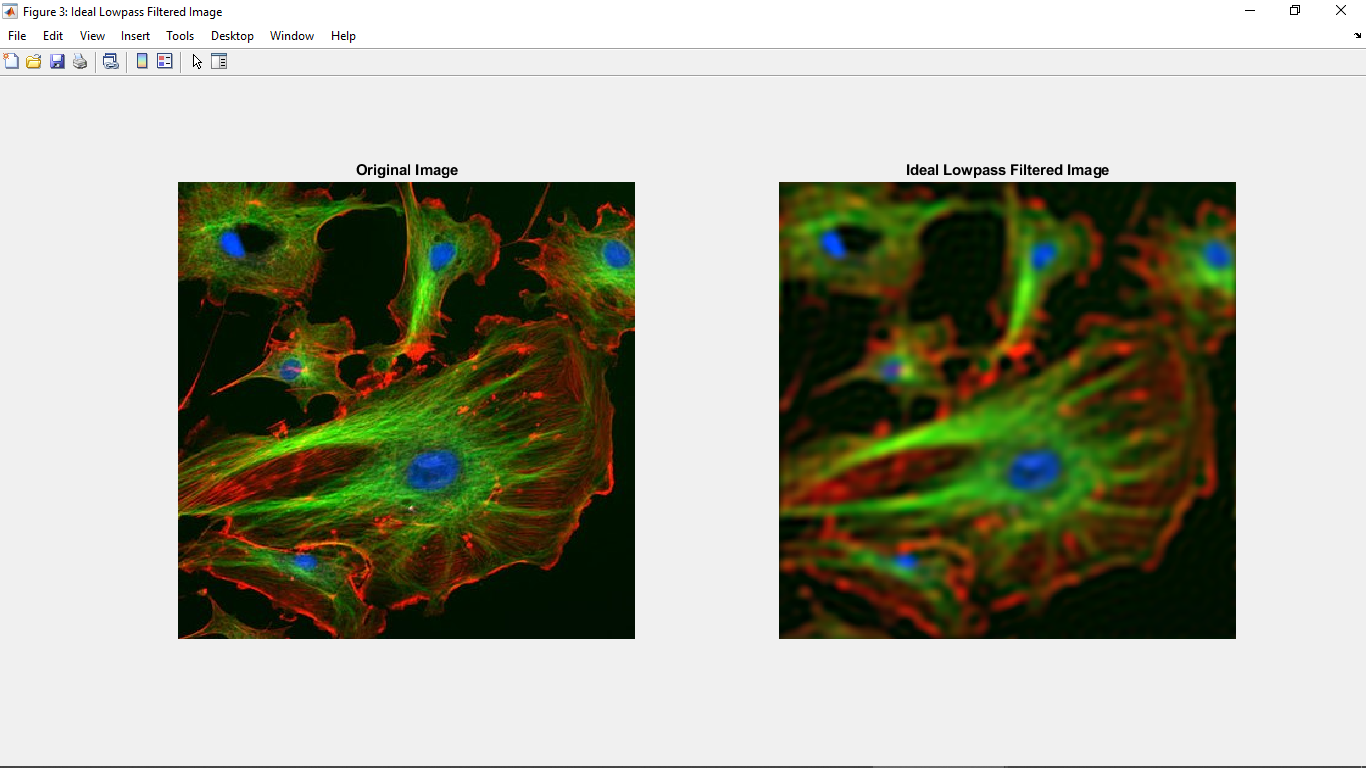 Figure 3: Ideal Lowpass Filtered Image
File Edit View Insert Tools Desktop Window Help
Original Image
Ideal Lowpass Filtered Image